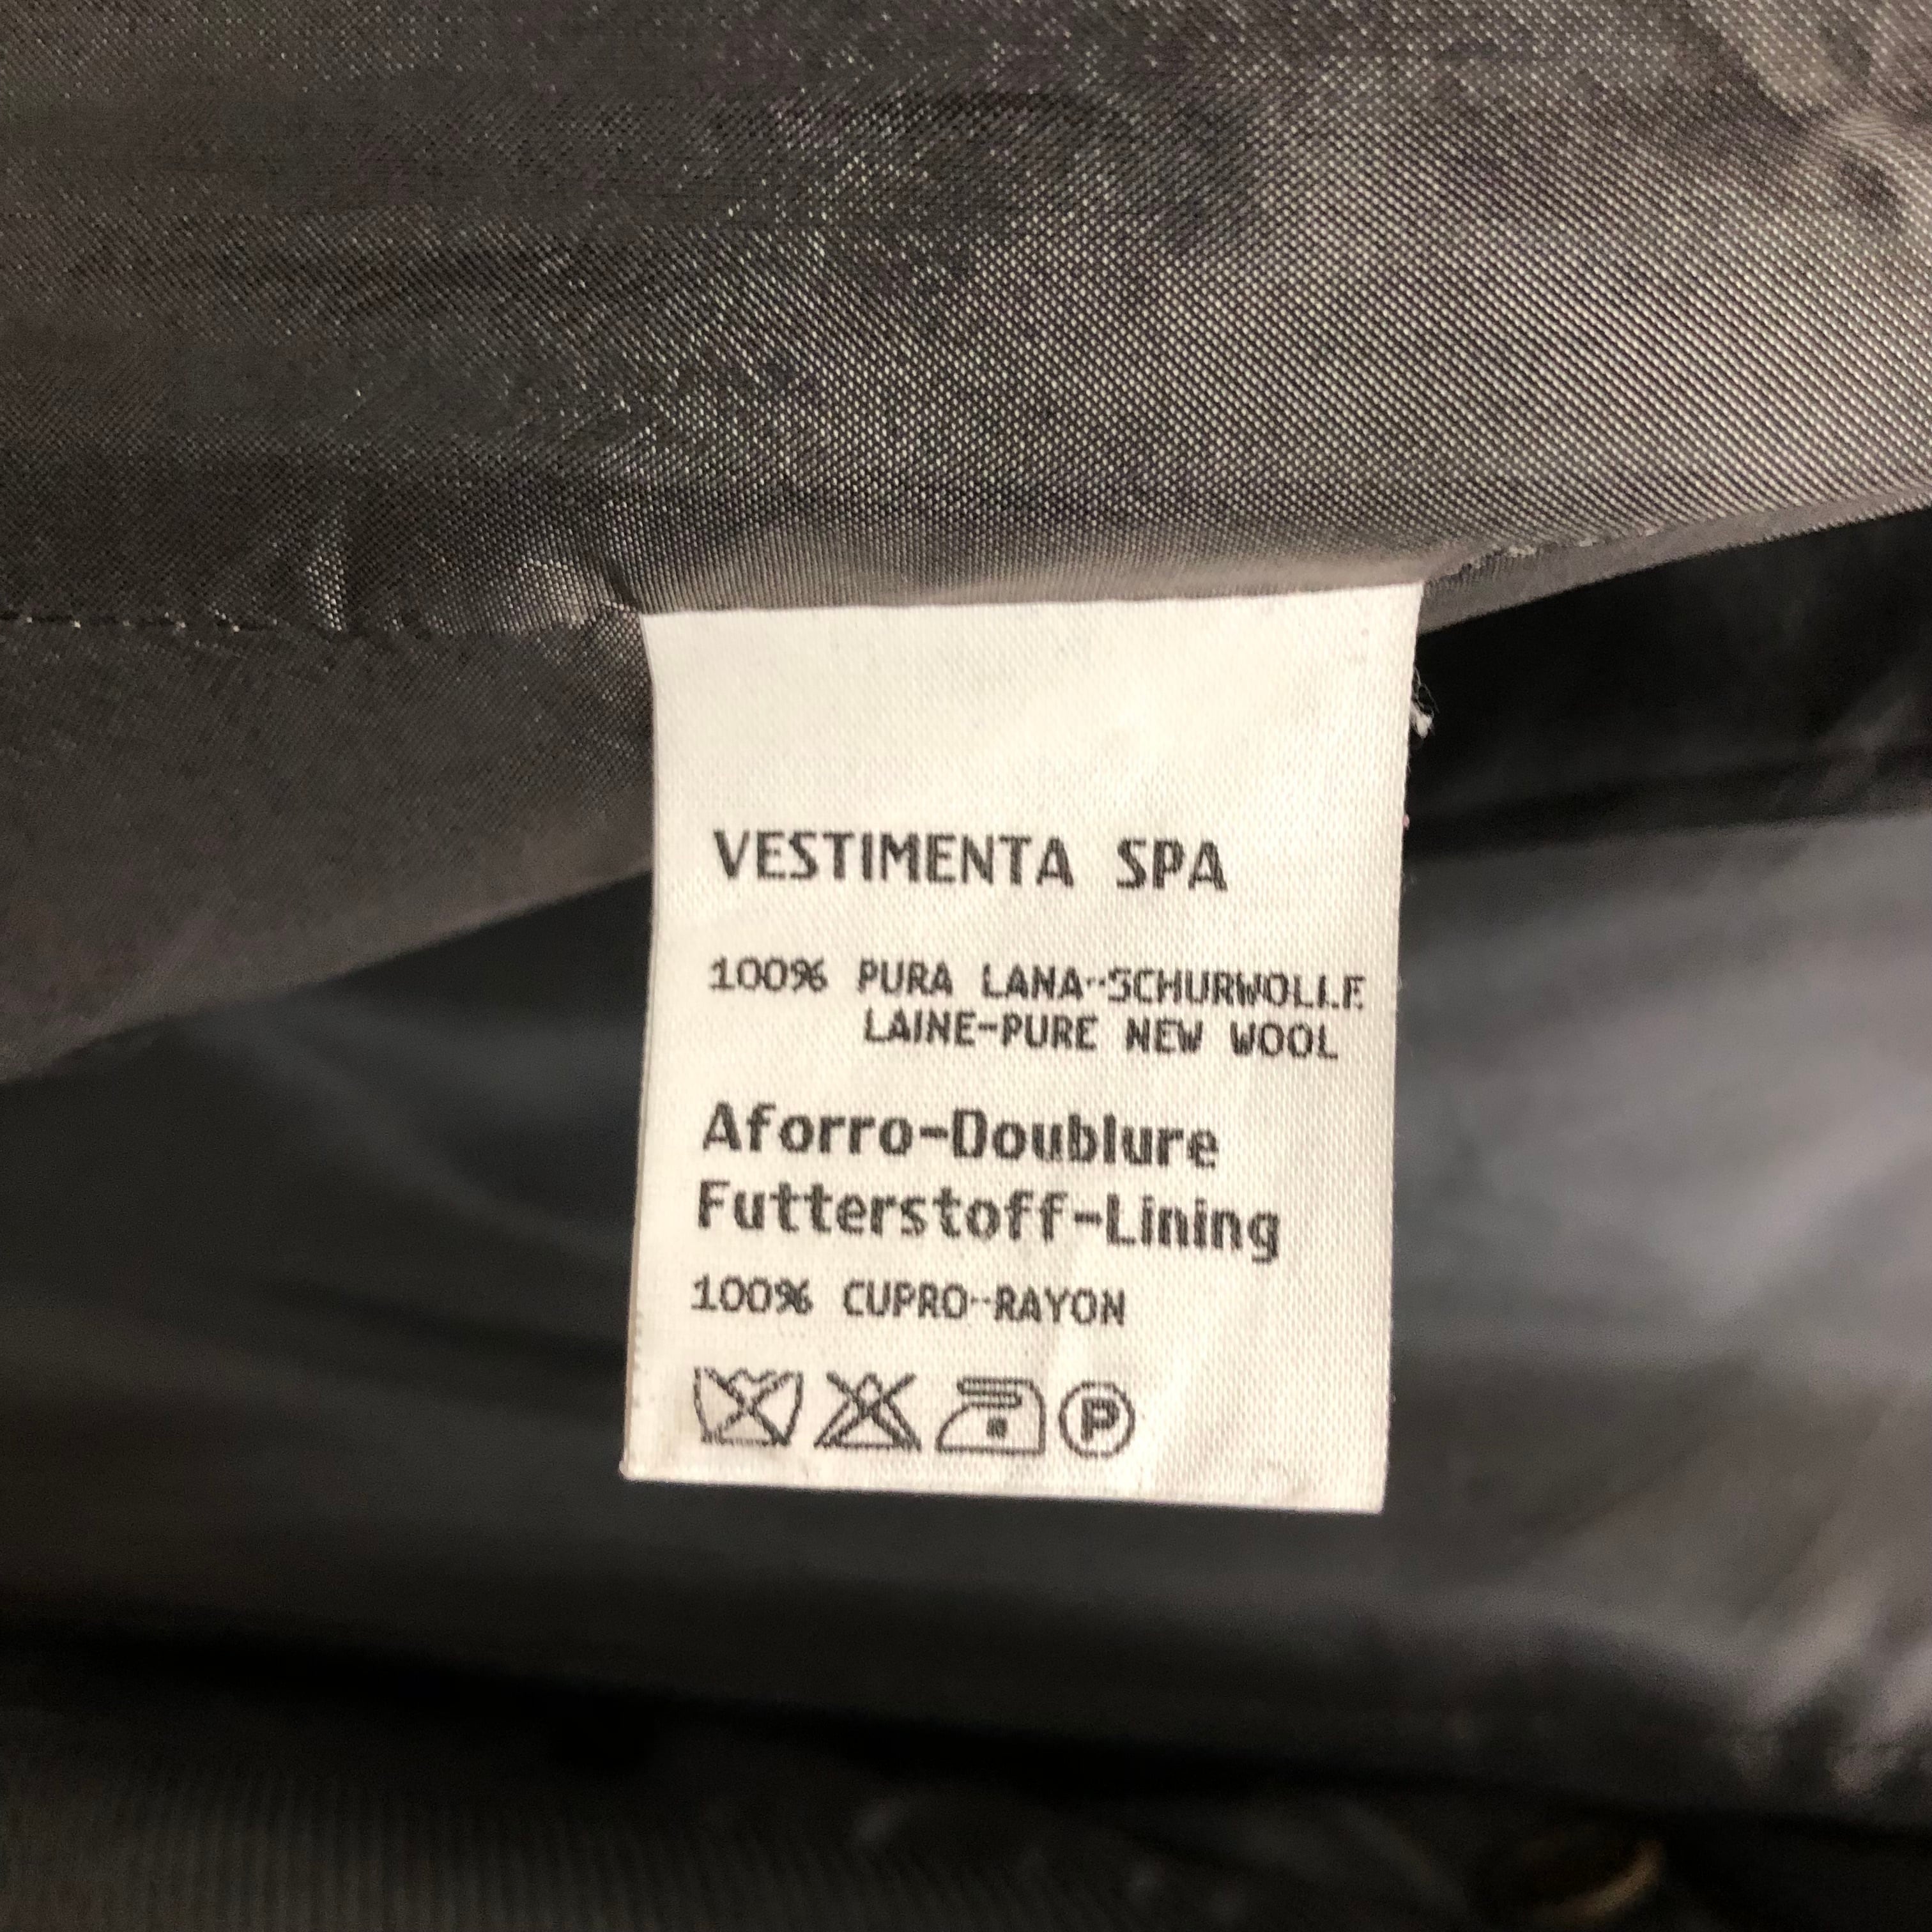 VESTIMENTA SPA
100% PURA LANA-SCHURWOLLE
LAINE-PURE NEW WOOL
Aforro-Doublure
Futterstoff-Lining
100% CUPRO-RAYON
P